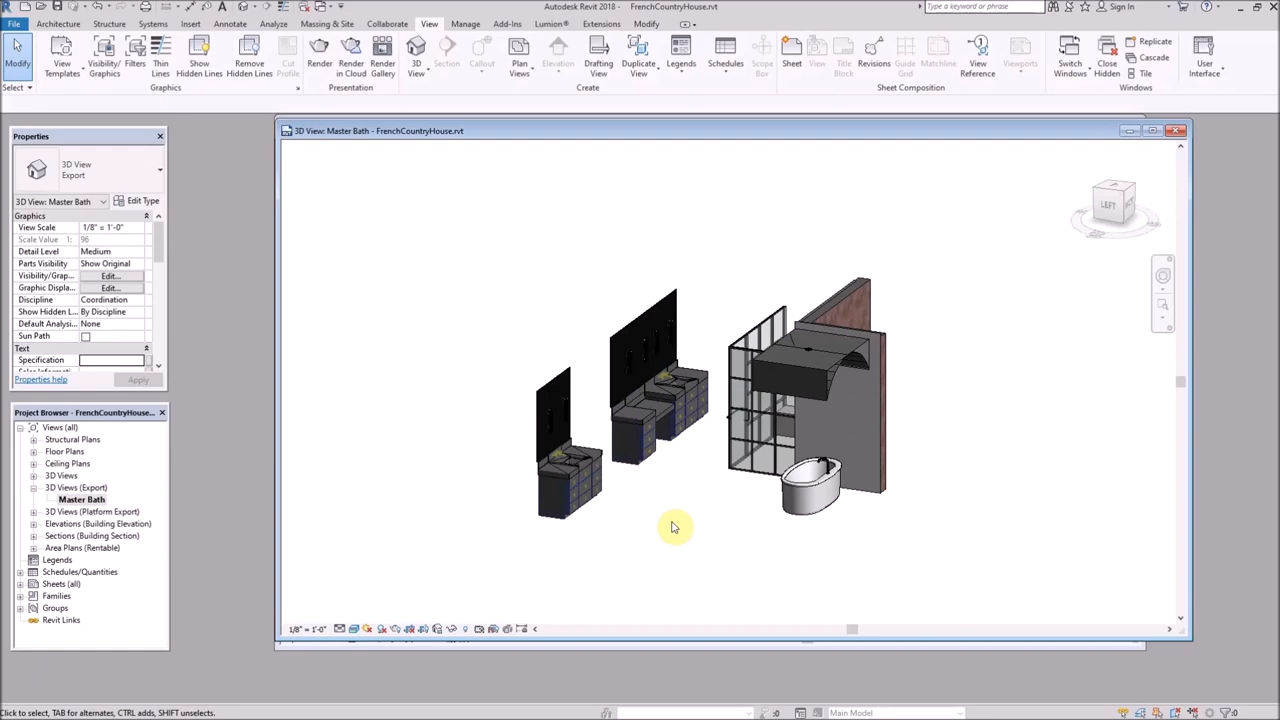 Autodesk Revit 2018 - FrenchCountryHouse.rvt
Type a keyword or phrase
Sign In
File Architecture Structure Systems Insert Annotate Analyze Massing & Site Collaborate View Manage Add-Ins Lumion® Extensions Modify
Modify
View Templates
Visibility/ Graphics
Filters
Thin Lines
Show Hidden Lines
Remove Hidden Lines
Cut Profile
Render
Render in Cloud
Render Gallery
3D View
Section
Callout
Plan Views
Elevation
Drafting View
Duplicate View
Legends
Schedules
Scope Box
Sheet
View
Title Block
Revisions
Guide Grid
Matchline
View Reference
Viewports
Switch Windows
Close Hidden
Replicate
Cascade
Tile
User Interface
Select
Graphics
Presentation
Create
Sheet Composition
Windows
Properties
3D View
Export
3D View: Master Bath
Edit Type
Graphics
View Scale 1/8" = 1'-0"
Scale Value 1: 96
Detail Level Medium
Parts Visibility Show Original
Visibility/Grap... Edit...
Graphic Displa... Edit...
Discipline Coordination
Show Hidden L... By Discipline
Default Analysi... None
Sun Path
Text
Specification
Properties help
Apply
Project Browser - FrenchCountryHouse...
Views (all)
Structural Plans
Floor Plans
Ceiling Plans
3D Views
3D Views (Export)
Master Bath
3D Views (Platform Export)
Elevations (Building Elevation)
Sections (Building Section)
Area Plans (Rentable)
Legends
Schedules/Quantities
Sheets (all)
Families
Groups
Revit Links
3D View: Master Bath - FrenchCountryHouse.rvt
LEFT
1/8" = 1'-0"
Click to select, TAB for alternates, CTRL adds, SHIFT unselects.
:0
Main Model
:0